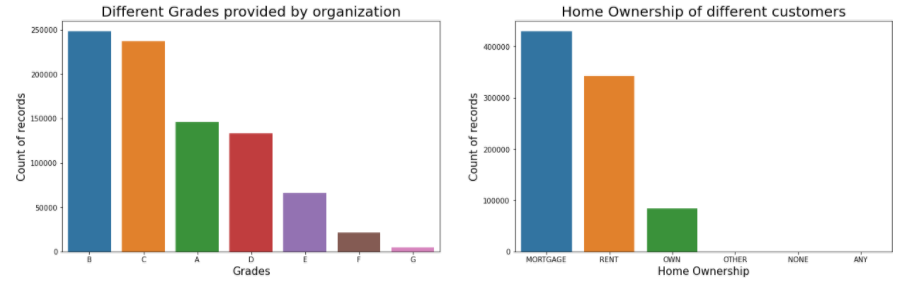 Different Grades provided by organization
Count of records
250000
200000
150000
100000
50000
0
B C A D E F G
Grades
Home Ownership of different customers
Count of records
400000
300000
200000
100000
0
MORTGAGE RENT OWN OTHER NONE ANY
Home Ownership